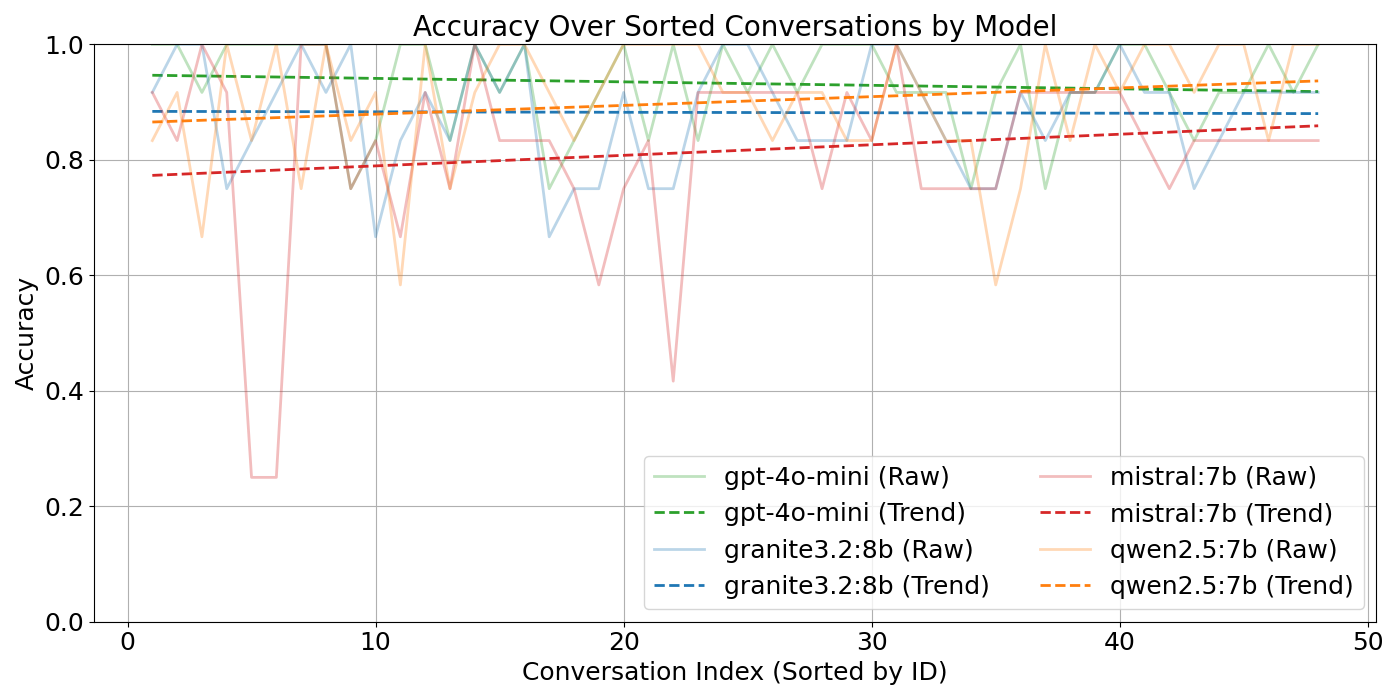 Accuracy Over Sorted Conversations by Model
1.0
0.8
0.6
0.4
0.2
0.0
Accuracy
gpt-4o-mini (Raw)
gpt-4o-mini (Trend)
granite3.2:8b (Raw)
granite3.2:8b (Trend)
mistral:7b (Raw)
mistral:7b (Trend)
qwen2.5:7b (Raw)
qwen2.5:7b (Trend)
0 10 20 30 40 50
Conversation Index (Sorted by ID)